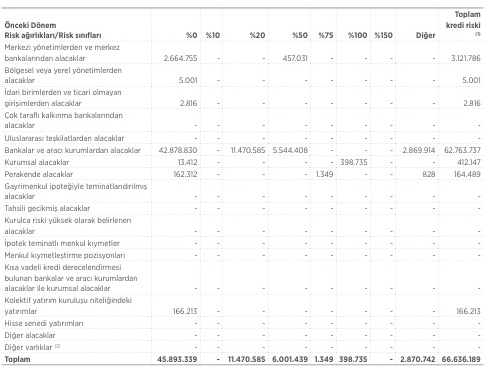 Toplam
Önceki Dönem kredi riski
Risk ağırlıkları/Risk sınıfları %0 %10 %20 %50 %75 %100 %150 Diğer (1)
Merkezi yönetimlerden ve merkez
bankalarından alacaklar 2.664.755 - - 457.031 - - - - 3.121.786
Bölgesel veya yerel yönetimlerden
alacaklar 5.001 - - - - - - - 5.001
İdari birimlerden ve ticari olmayan
girişimlerden alacaklar 2.816 - - - - - - - 2.816
Çok taraflı kalkınma bankalarından
alacaklar - - - - - - - - -
Uluslararası teşkilatlardan alacaklar - - - - - - - - -
Bankalar ve aracı kurumlardan alacaklar 42.878.830 - 11.470.585 5.544.408 - - - 2.869.914 62.763.737
Kurumsal alacaklar 13.412 - - - - 398.735 - - 412.147
Perakende alacaklar 162.312 - - - 1.349 - - 828 164.489
Gayrimenkul ipoteğiyle teminatlandırılmış
alacaklar - - - - - - - - -
Tahsili gecikmiş alacaklar - - - - - - - - -
Kurulca riski yüksek olarak belirlenen
alacaklar - - - - - - - - -
İpotek teminatlı menkul kıymetler - - - - - - - - -
Menkul kıymetleştirme pozisyonları - - - - - - - - -
Kısa vadeli kredi derecelendirmesi
bulunan bankalar ve aracı kurumlardan
alacaklar ile kurumsal alacaklar - - - - - - - - -
Kolektif yatırım kuruluşu niteliğindeki
yatırımlar 166.213 - - - - - - - 166.213
Hisse senedi yatırımları - - - - - - - - -
Diğer alacaklar - - - - - - - - -
Diğer varlıklar (2) - - - - - - - - -
Toplam 45.893.339 - 11.470.585 6.001.439 1.349 398.735 - 2.870.742 66.636.189